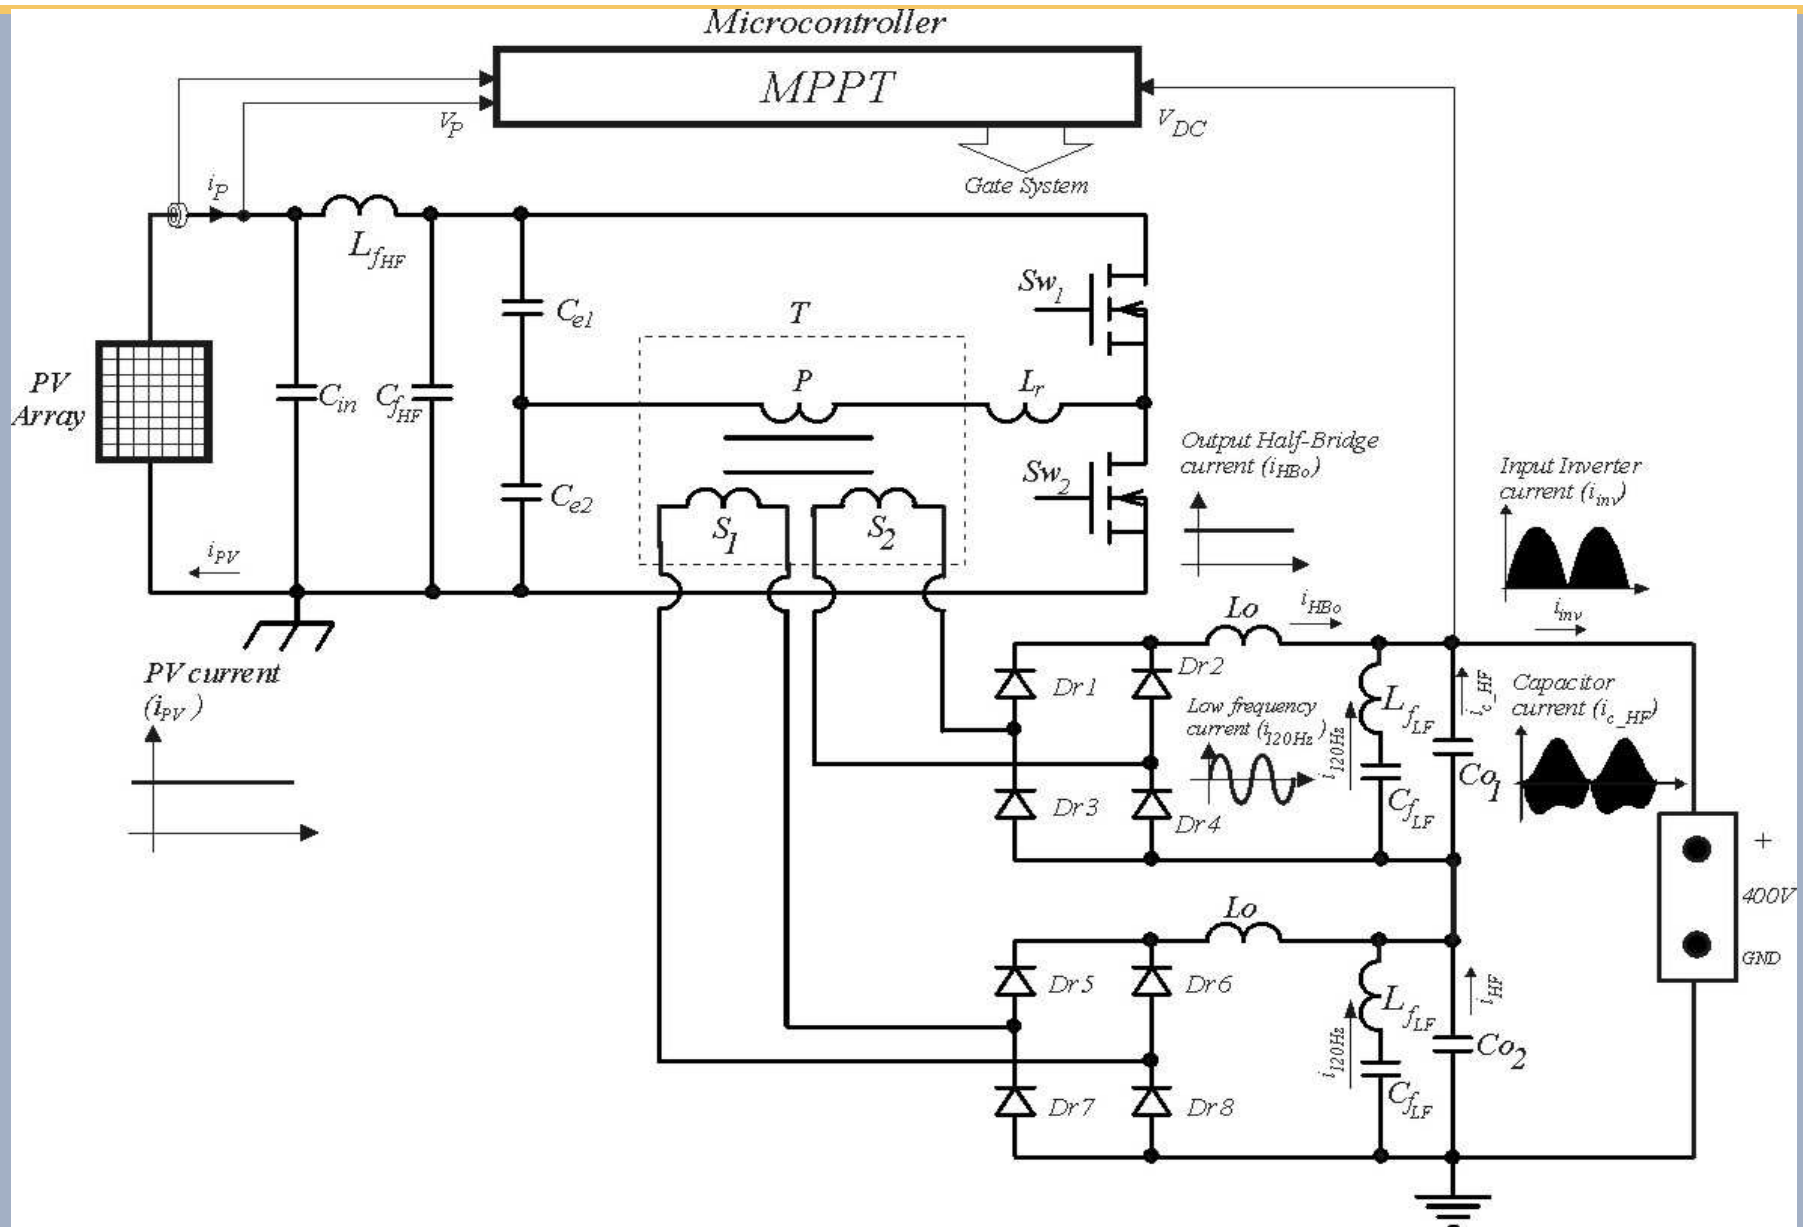 Microcontroller
MPPT
V_P
V_DC
i_P
Gate System
L_fHF
Sw_1
C_e1
T
PV
Array
C_in
C_fHF
P
L_r
Output Half-Bridge
current (i_HBo)
Sw_2
Input Inverter
current (i_inv)
C_e2
S_1
S_2
i_PV
Lo
i_HBo
i_inv
PV current
(i_PV)
Dr1
Dr2
Low frequency
current (i_120Hz)
i_120Hz
L_fLF
i_c_HF
Capacitor
current (i_c_HF)
Co_1
Dr3
Dr4
C_fLF
+
400V
GND
Lo
Dr5
Dr6
i_120Hz
L_fLF
i_HF
Co_2
Dr7
Dr8
C_fLF